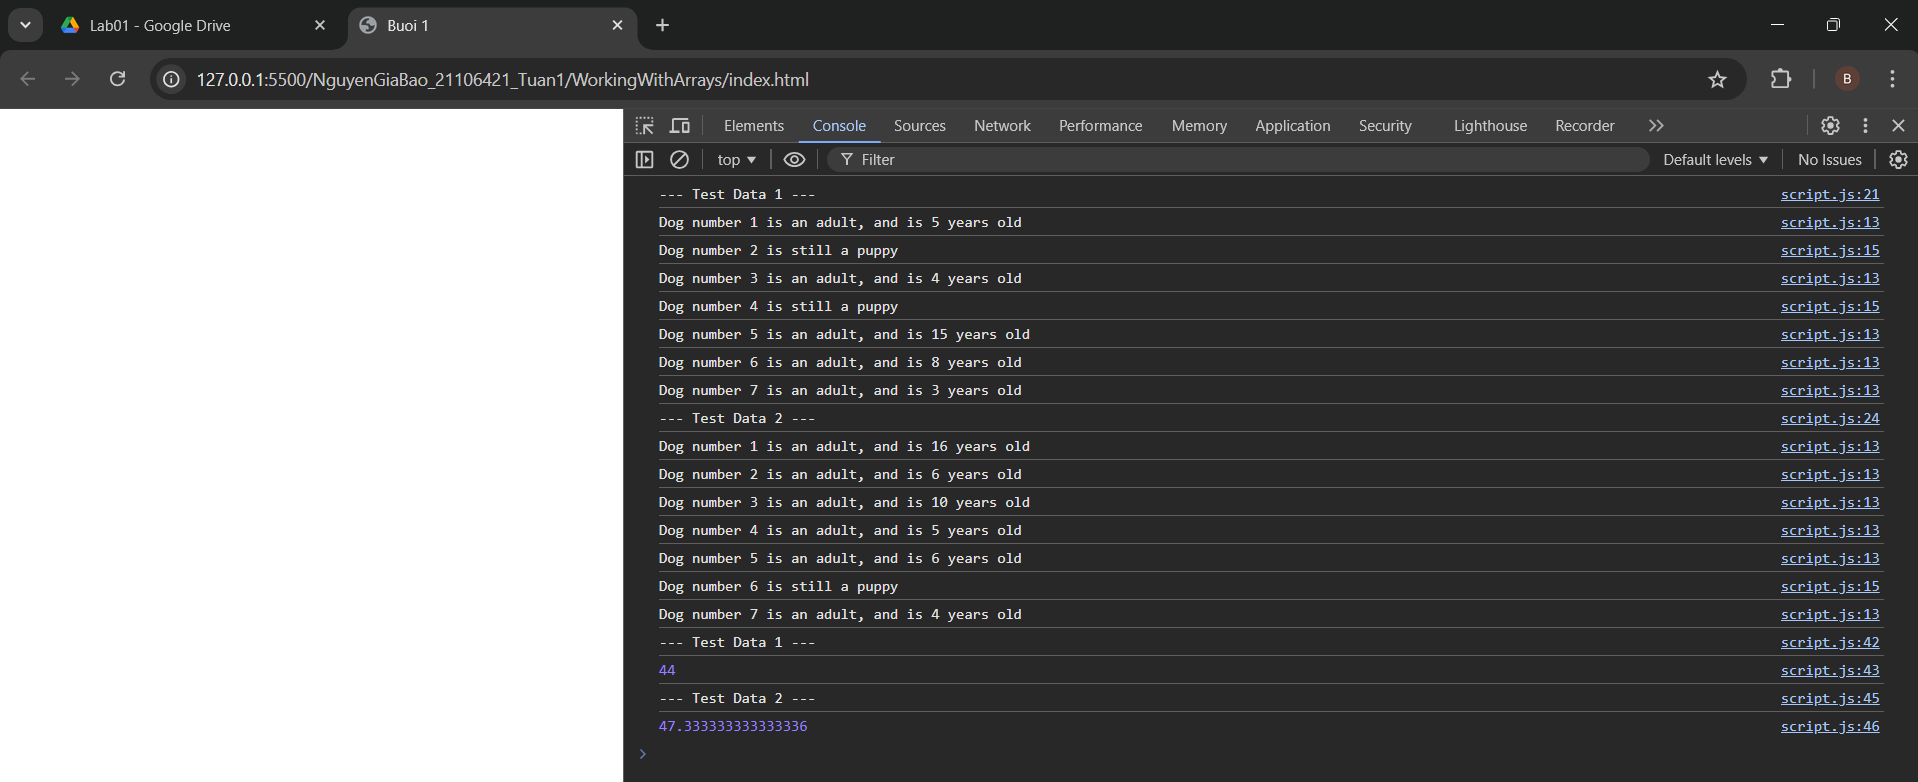 Lab01 - Google Drive
Buoi 1
127.0.0.1:5500/NguyenGiaBao_21106421_Tuan1/WorkingWithArrays/index.html
B
Elements Console Sources Network Performance Memory Application Security Lighthouse Recorder
top Filter Default levels No Issues
--- Test Data 1 --- script.js:21
Dog number 1 is an adult, and is 5 years old script.js:13
Dog number 2 is still a puppy script.js:15
Dog number 3 is an adult, and is 4 years old script.js:13
Dog number 4 is still a puppy script.js:15
Dog number 5 is an adult, and is 15 years old script.js:13
Dog number 6 is an adult, and is 8 years old script.js:13
Dog number 7 is an adult, and is 3 years old script.js:13
--- Test Data 2 --- script.js:24
Dog number 1 is an adult, and is 16 years old script.js:13
Dog number 2 is an adult, and is 6 years old script.js:13
Dog number 3 is an adult, and is 10 years old script.js:13
Dog number 4 is an adult, and is 5 years old script.js:13
Dog number 5 is an adult, and is 6 years old script.js:13
Dog number 6 is still a puppy script.js:15
Dog number 7 is an adult, and is 4 years old script.js:13
--- Test Data 1 --- script.js:42
44 script.js:43
--- Test Data 2 --- script.js:45
47.333333333333336 script.js:46